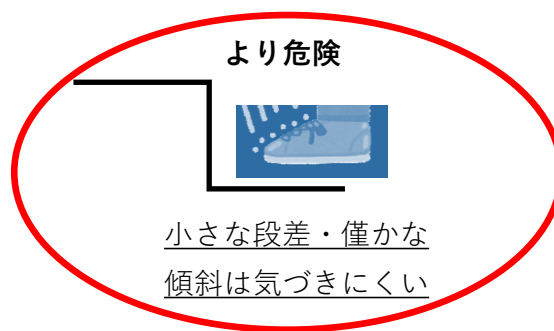 より危険
小さな段差・僅かな
傾斜は気づきにくい